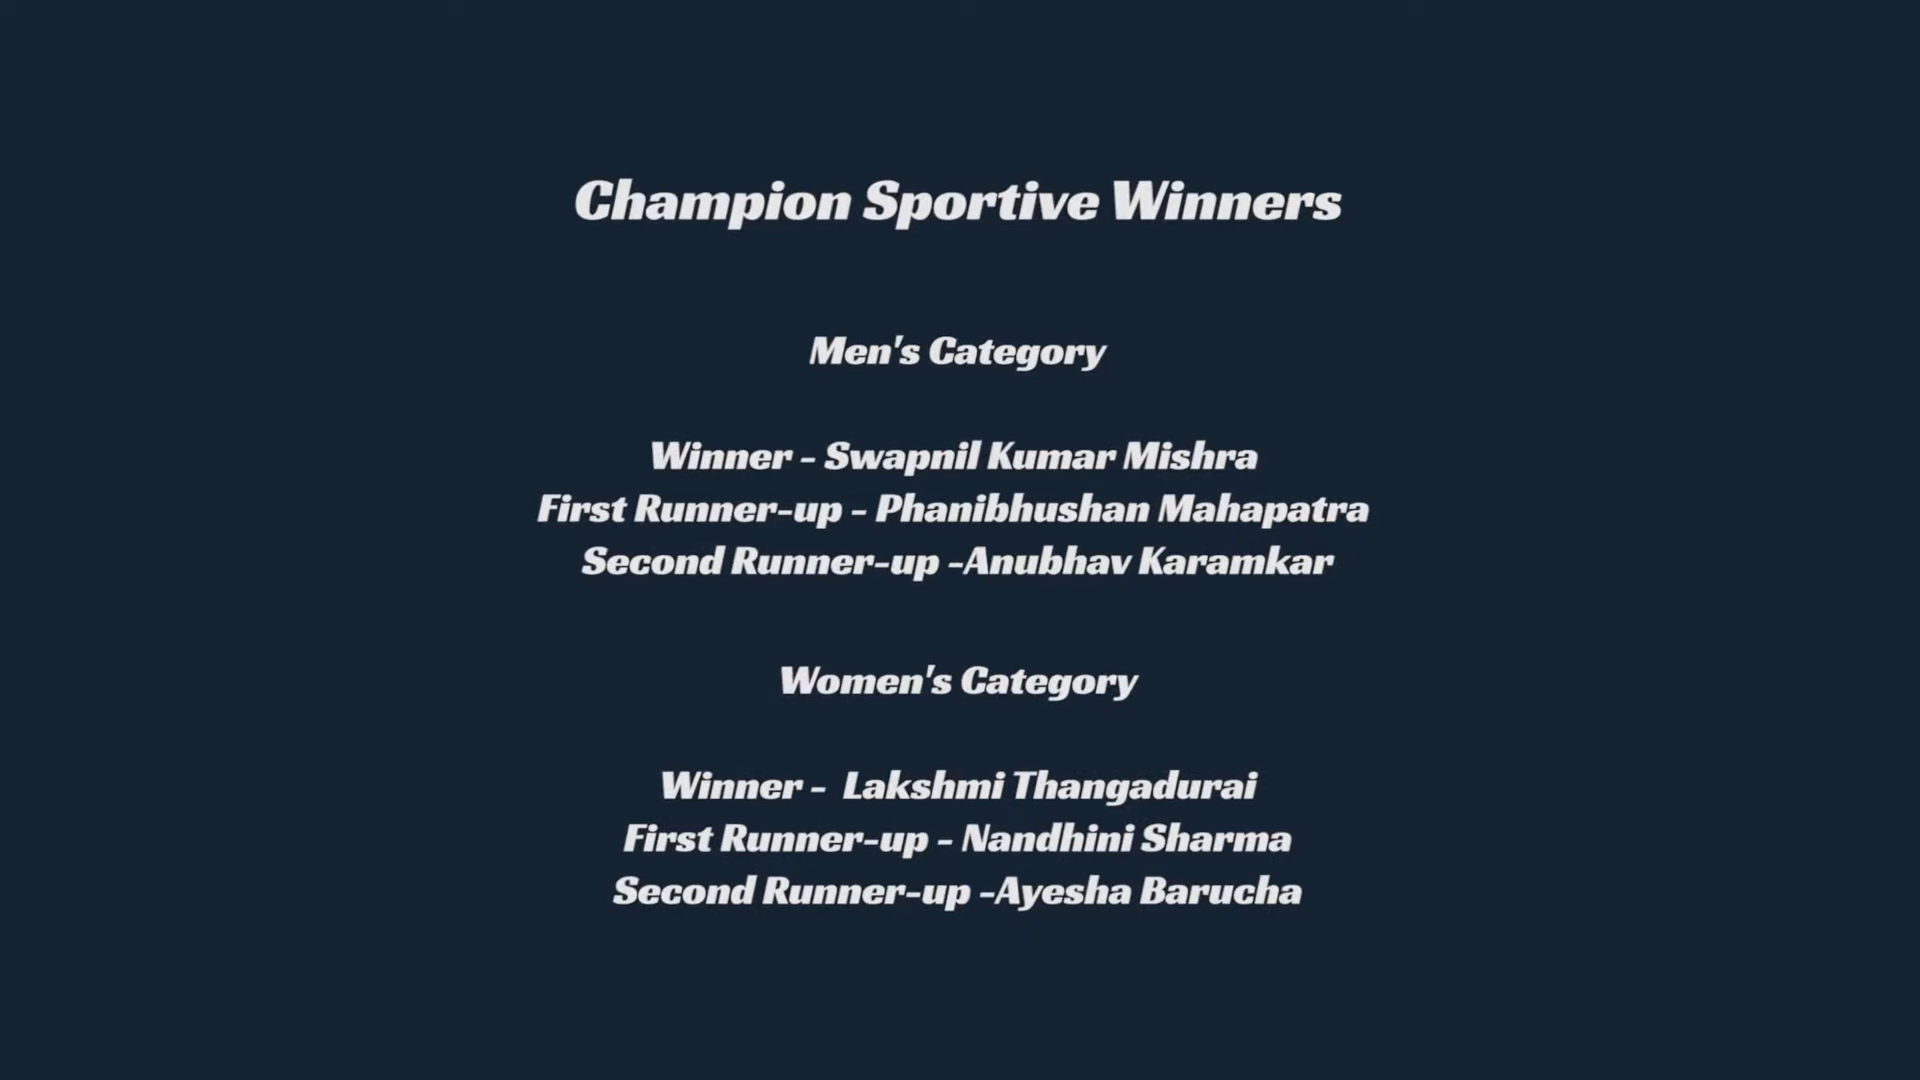 Champion Sportive Winners
Men's Category
Winner - Swapnil Kumar Mishra
First Runner-up - Phanibhushan Mahapatra
Second Runner-up -Anubhav Karamkar
Women's Category
Winner -  Lakshmi Thangadurai
First Runner-up - Nandhini Sharma
Second Runner-up -Ayesha Barucha